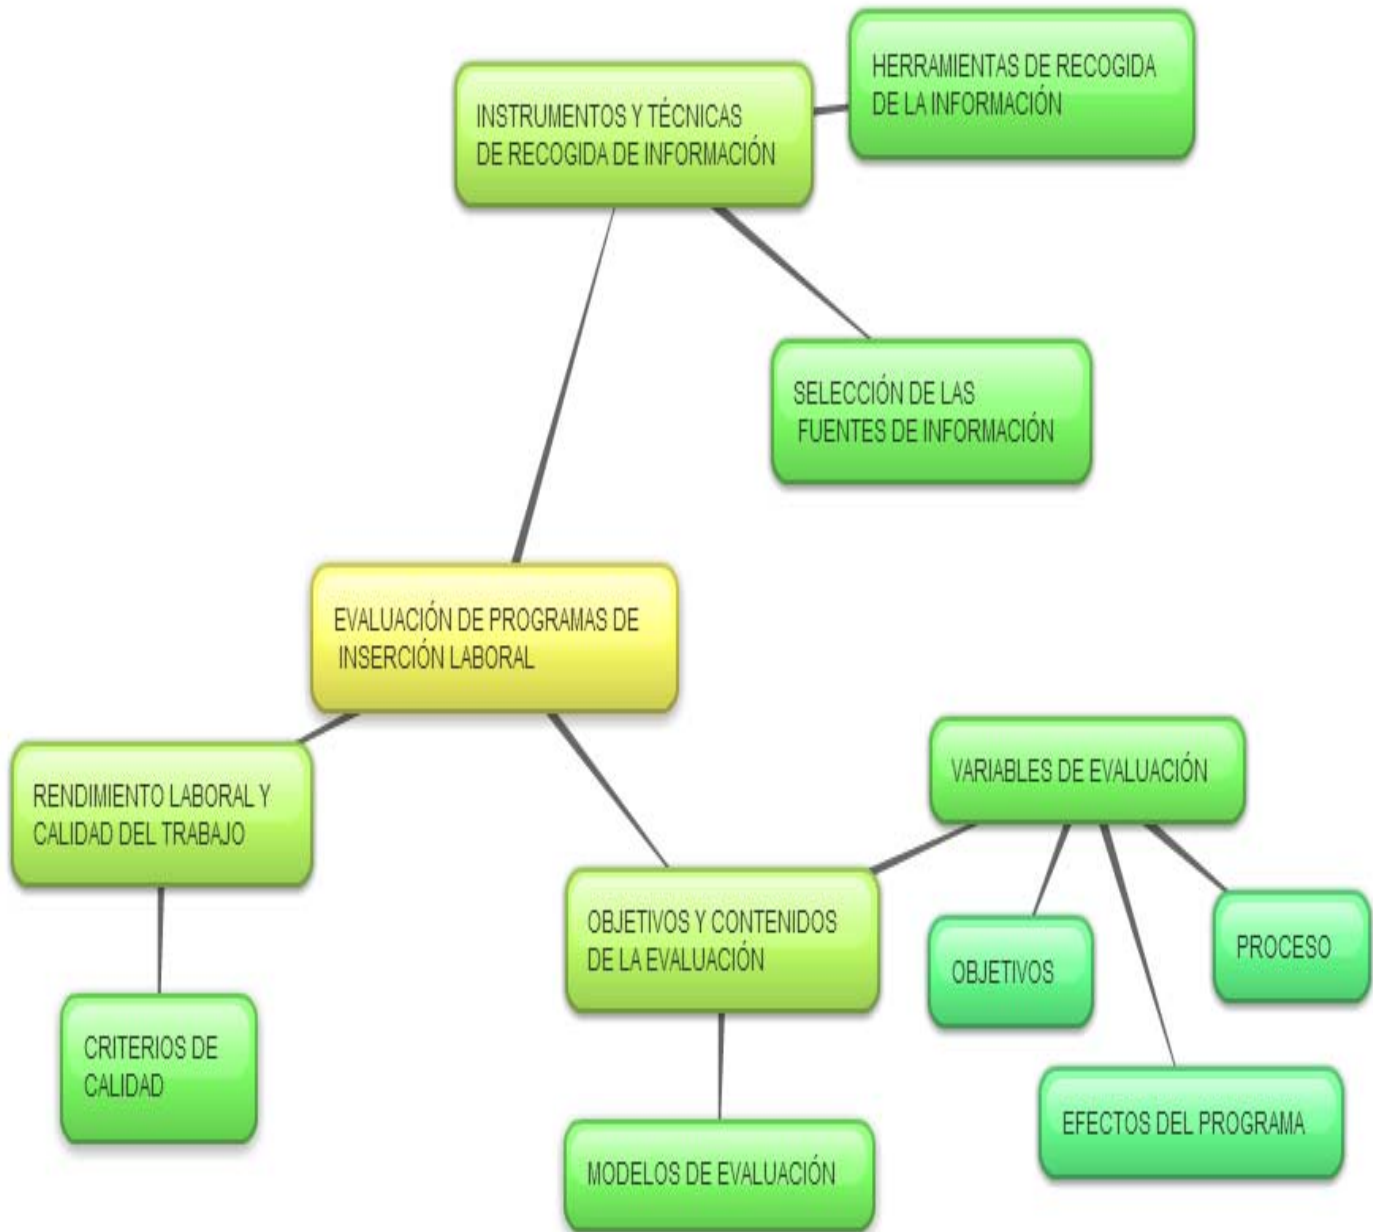 HERRAMIENTAS DE RECOGIDA
DE LA INFORMACIÓN
INSTRUMENTOS Y TÉCNICAS
DE RECOGIDA DE INFORMACIÓN
SELECCIÓN DE LAS
FUENTES DE INFORMACIÓN
EVALUACIÓN DE PROGRAMAS DE
INSERCIÓN LABORAL
RENDIMIENTO LABORAL Y
CALIDAD DEL TRABAJO
VARIABLES DE EVALUACIÓN
OBJETIVOS Y CONTENIDOS
DE LA EVALUACIÓN
OBJETIVOS
PROCESO
CRITERIOS DE
CALIDAD
EFECTOS DEL PROGRAMA
MODELOS DE EVALUACIÓN